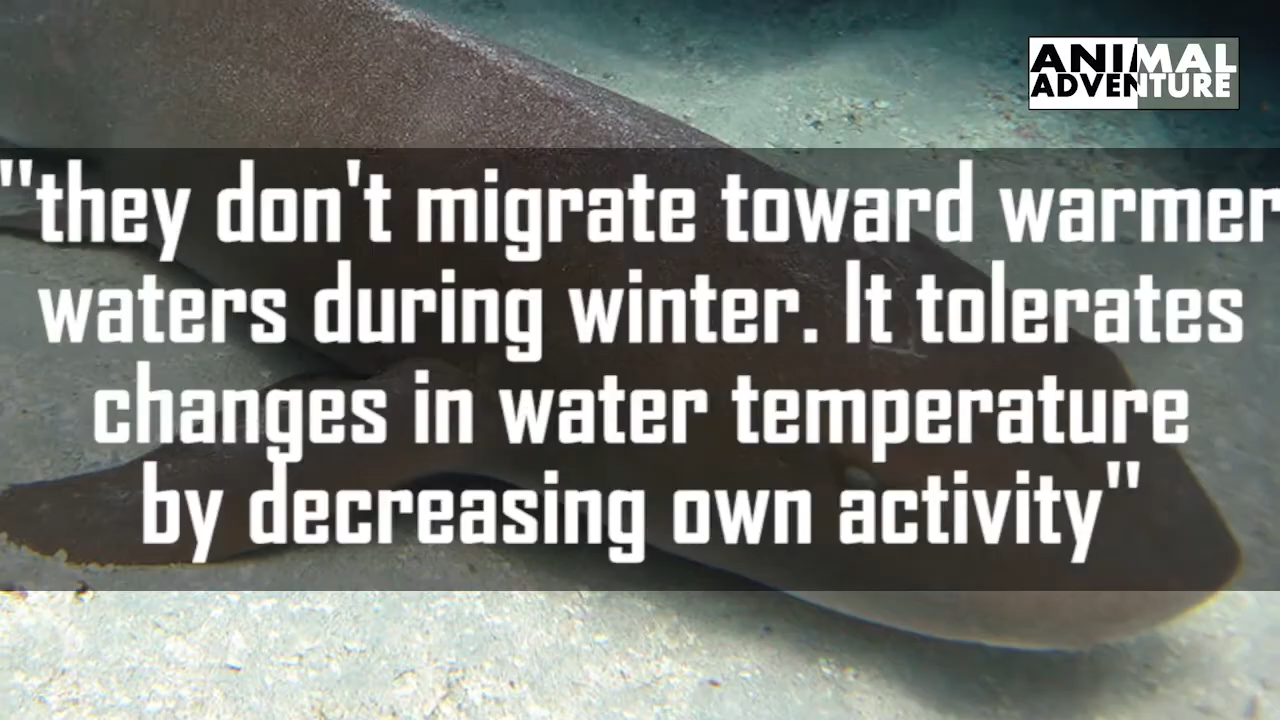 ANIMAL
ADVENTURE
"they don't migrate toward warmer
waters during winter. It tolerates
changes in water temperature
by decreasing own activity"